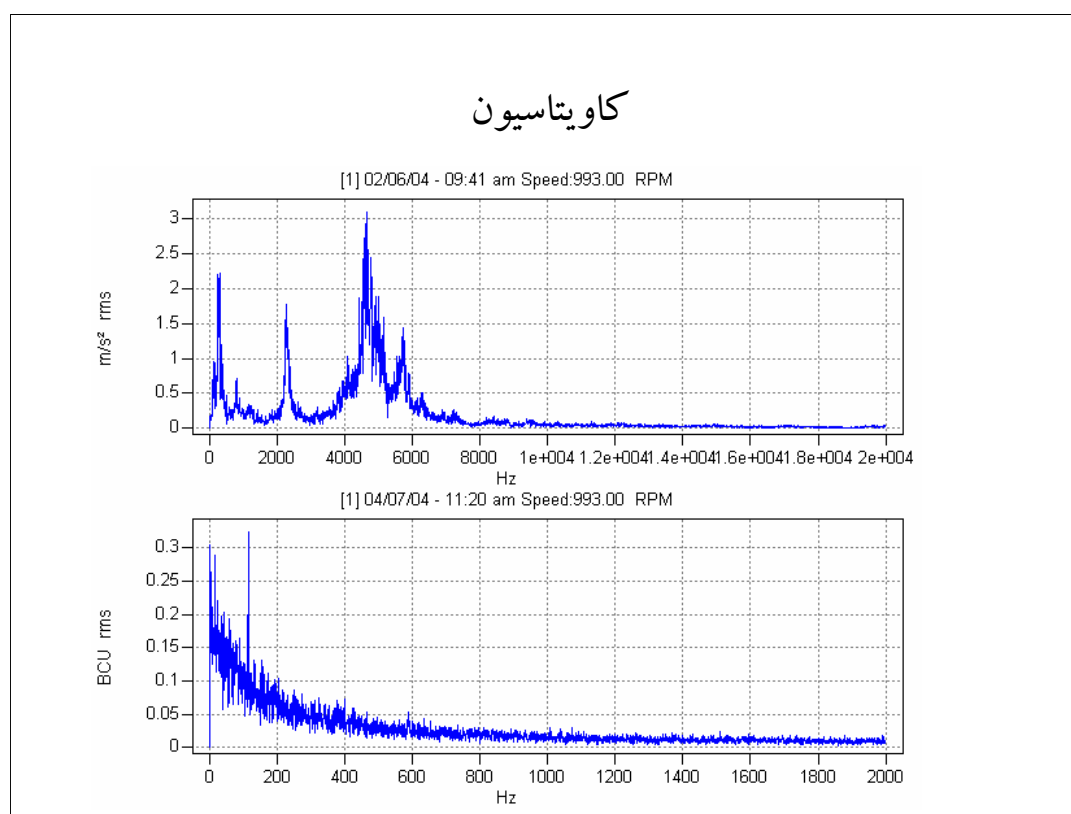 کاویتاسیون
[1] 02/06/04 - 09:41 am Speed:993.00 RPM
m/s² rms
3
2.5
2
1.5
1
0.5
0
0 2000 4000 6000 8000 1e+004 1.2e+004 1.4e+004 1.6e+004 1.8e+004 2e+004
Hz
[1] 04/07/04 - 11:20 am Speed:993.00 RPM
BCU rms
0.3
0.25
0.2
0.15
0.1
0.05
0
0 200 400 600 800 1000 1200 1400 1600 1800 2000
Hz